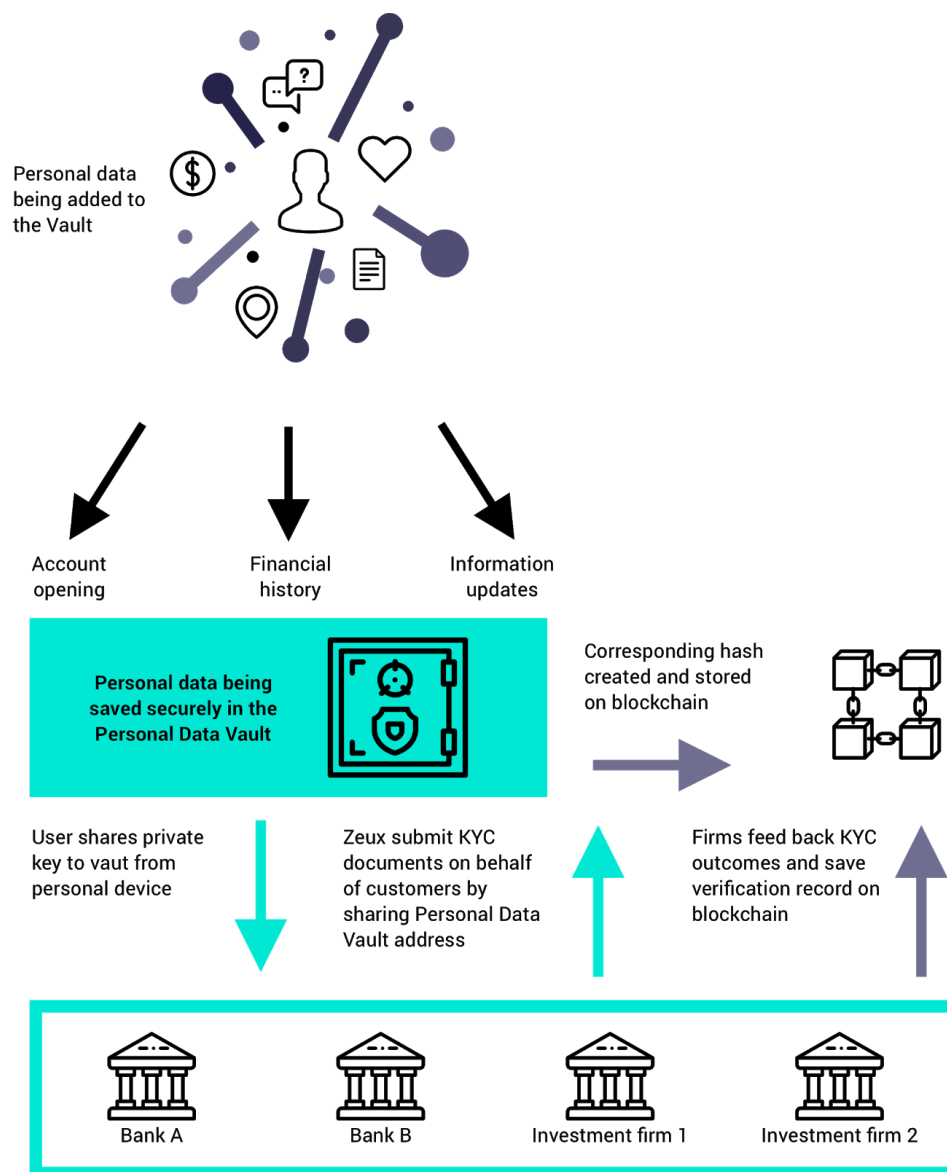 Personal data
being added to
the Vault
?
$
Account
opening
Financial
history
Information
updates
Personal data being
saved securely in the
Personal Data Vault
Corresponding hash
created and stored
on blockchain
User shares private
key to vaut from
personal device
Zeux submit KYC
documents on behalf
of customers by
sharing Personal Data
Vault address
Firms feed back KYC
outcomes and save
verification record on
blockchain
Bank A
Bank B
Investment firm 1
Investment firm 2